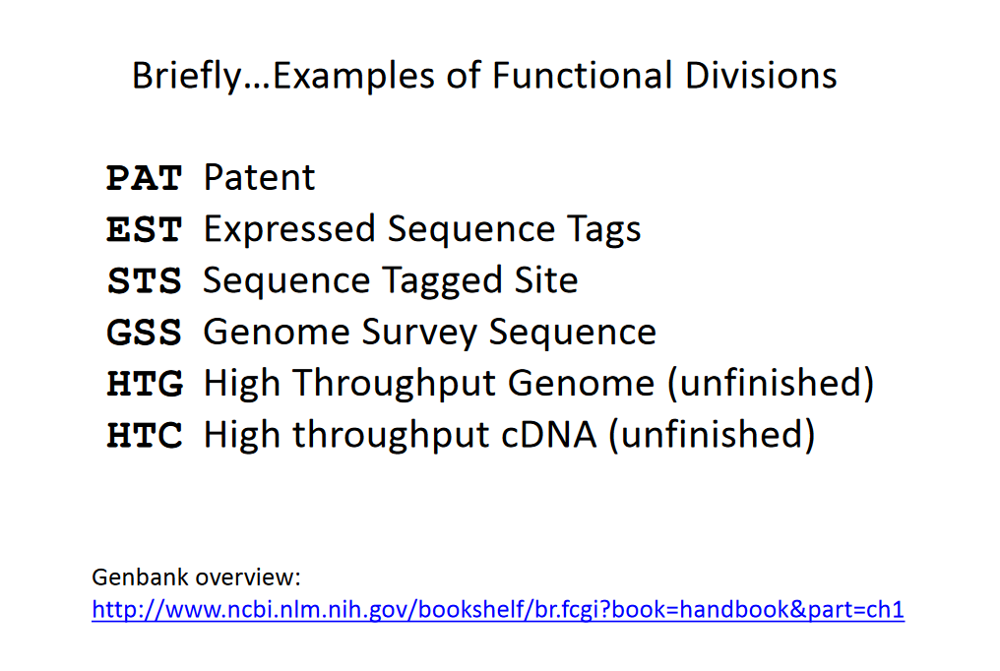 Briefly…Examples of Functional Divisions
PAT Patent
EST Expressed Sequence Tags
STS Sequence Tagged Site
GSS Genome Survey Sequence
HTG High Throughput Genome (unfinished)
HTC High throughput cDNA (unfinished)
Genbank overview:
http://www.ncbi.nlm.nih.gov/bookshelf/br.fcgi?book=handbook&part=ch1